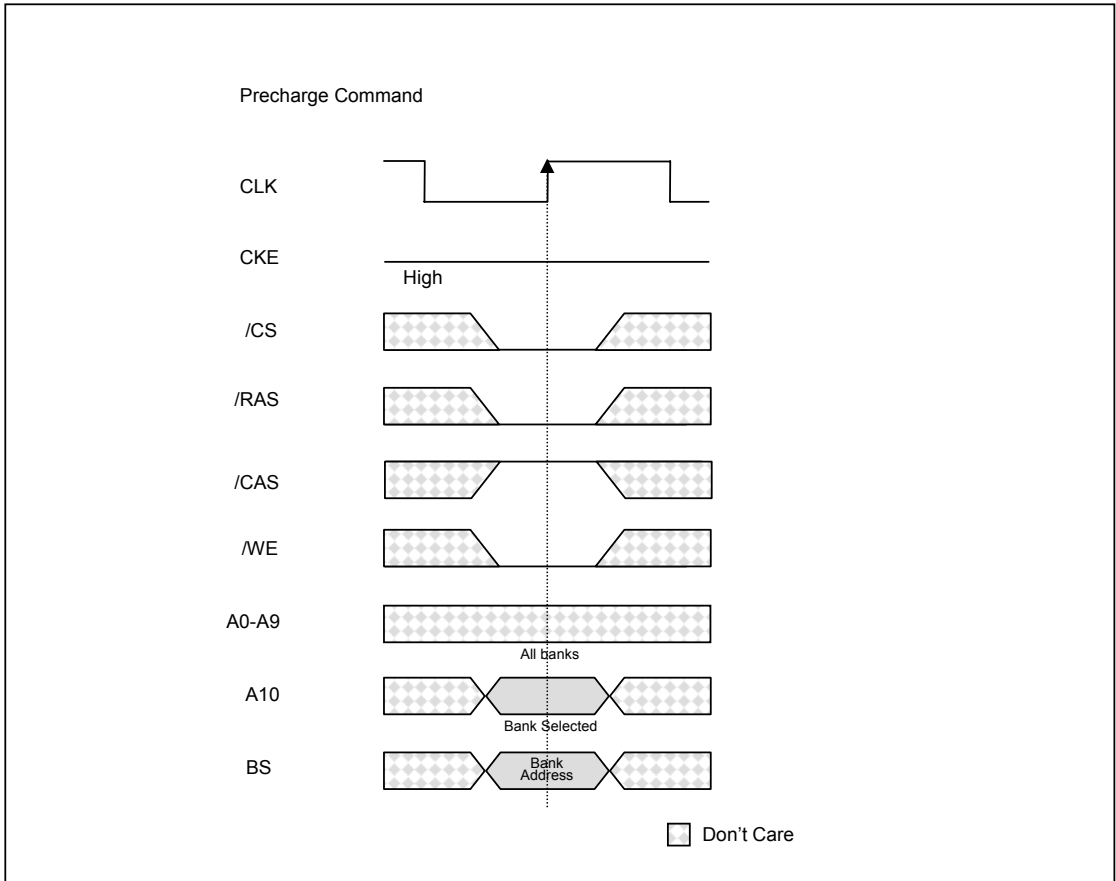 Precharge Command
CLK
CKE
High
/CS
/RAS
/CAS
/WE
A0-A9
All banks
A10
Bank Selected
BS
Bank
Address
Don't Care